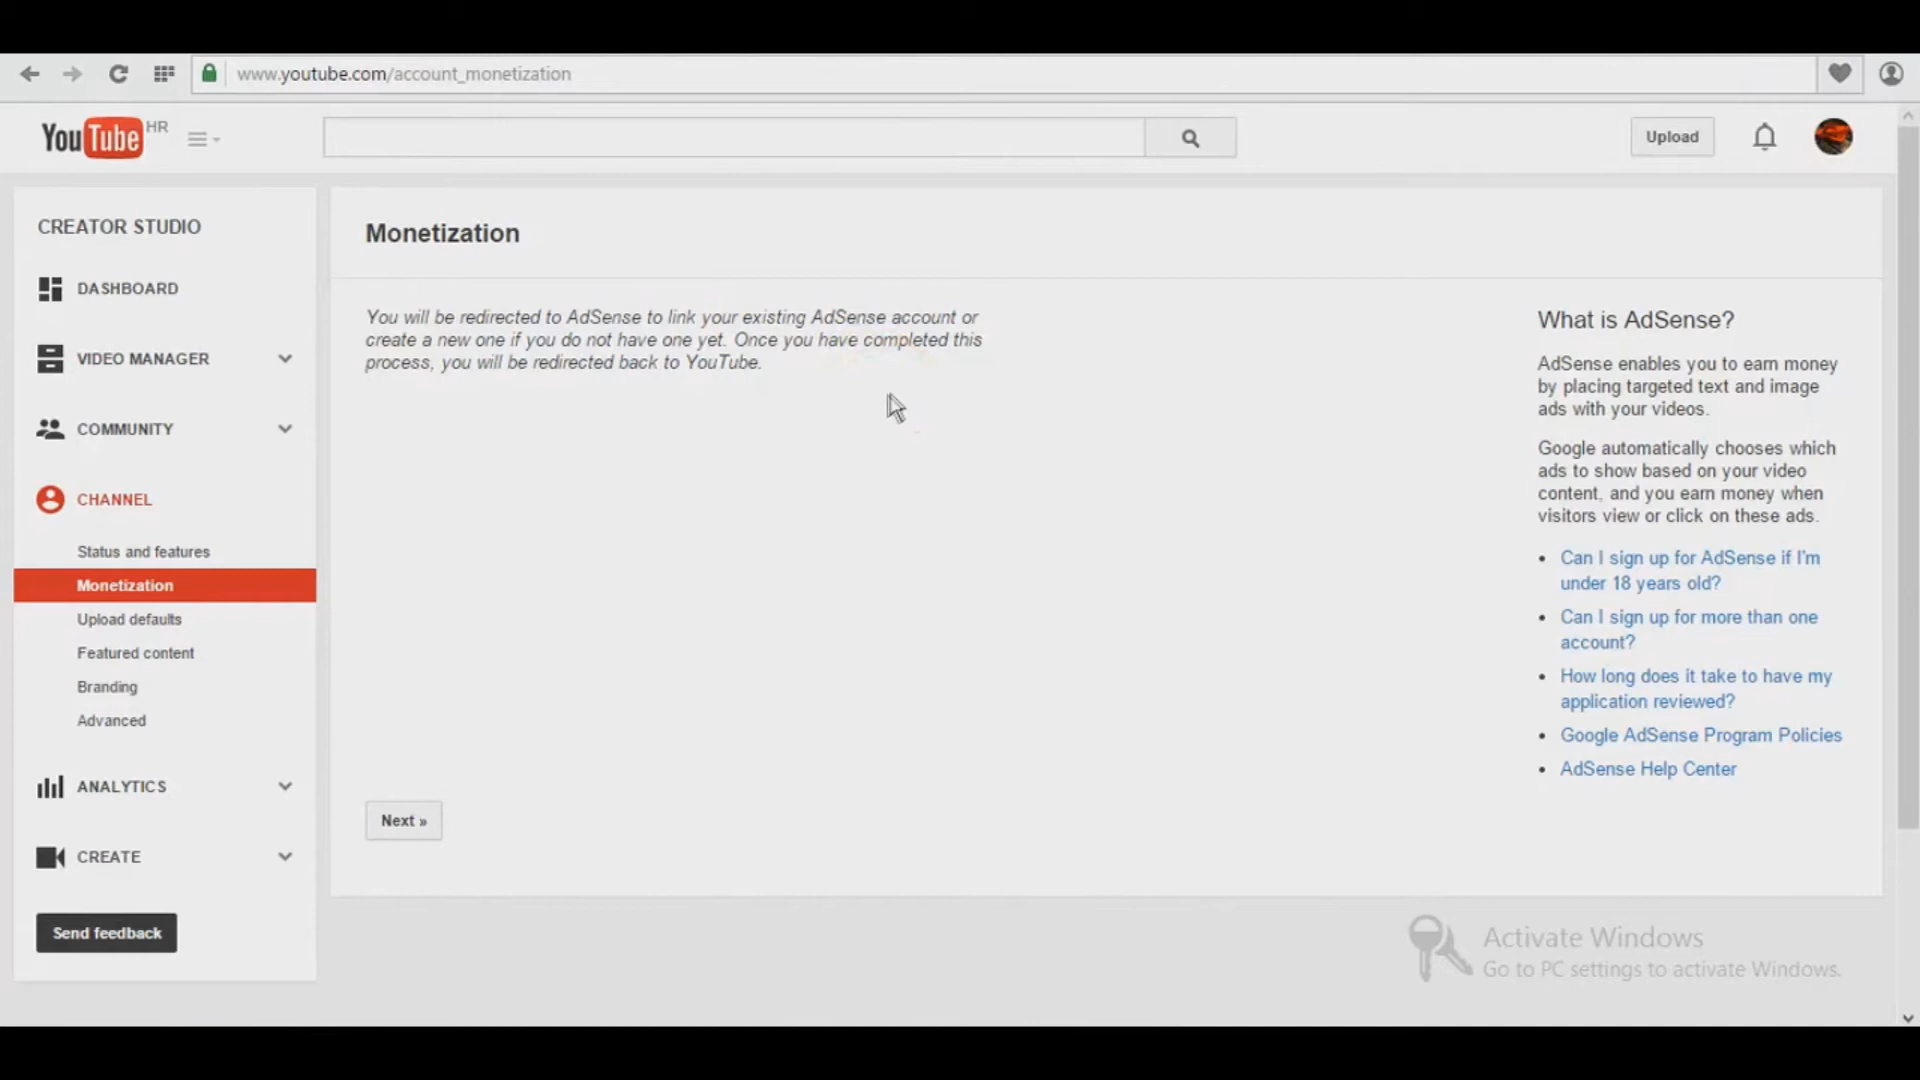 www.youtube.com/account_monetization
YouTube HR
Upload
CREATOR STUDIO
DASHBOARD
VIDEO MANAGER
COMMUNITY
CHANNEL
Status and features
Monetization
Upload defaults
Featured content
Branding
Advanced
ANALYTICS
CREATE
Send feedback
Monetization
You will be redirected to AdSense to link your existing AdSense account or
create a new one if you do not have one yet. Once you have completed this
process, you will be redirected back to YouTube.
Next »
What is AdSense?
AdSense enables you to earn money
by placing targeted text and image
ads with your videos.
Google automatically chooses which
ads to show based on your video
content, and you earn money when
visitors view or click on these ads.
• Can I sign up for AdSense if I'm
under 18 years old?
• Can I sign up for more than one
account?
• How long does it take to have my
application reviewed?
• Google AdSense Program Policies
• AdSense Help Center
Activate Windows
Go to PC settings to activate Windows.